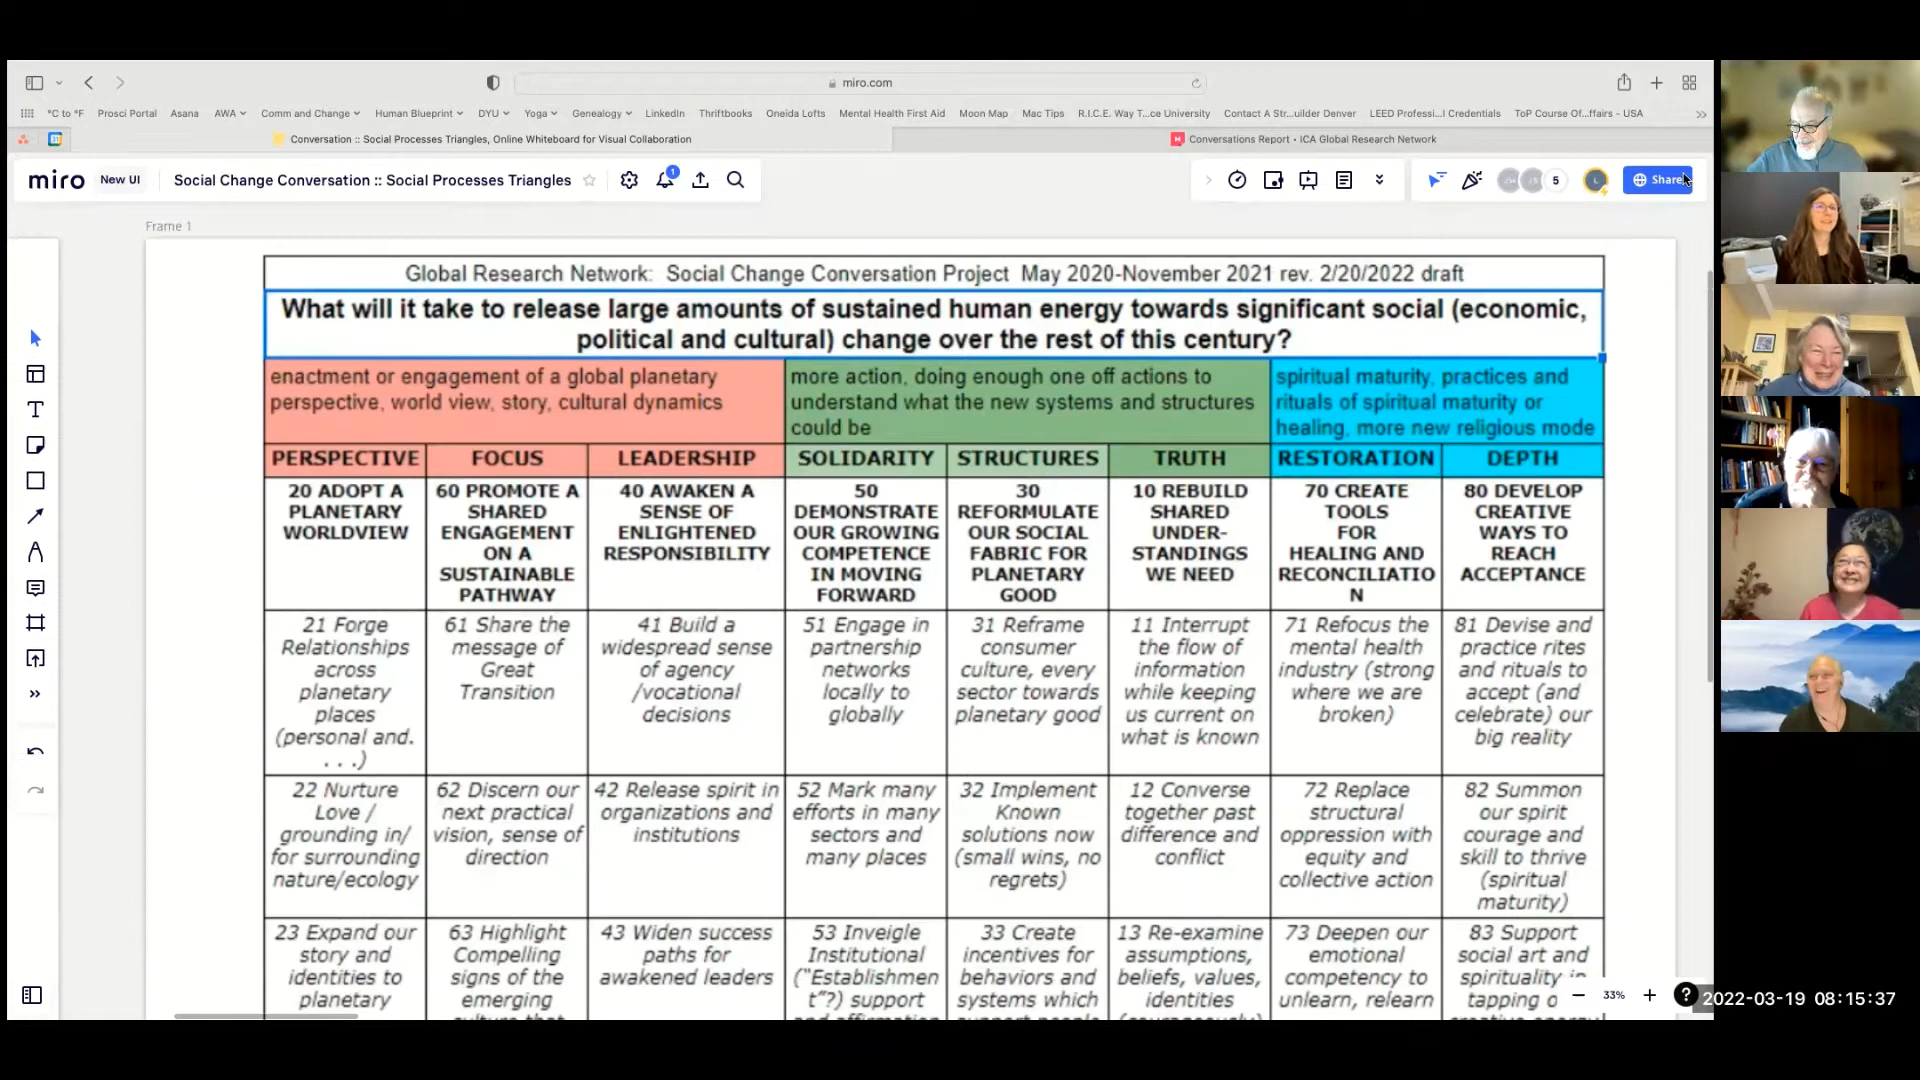 miro.com
°C to °F Prosci Portal Asana AWA Comm and Change Human Blueprint DYU Yoga Genealogy LinkedIn Thriftbooks Oneida Lofts Mental Health First Aid Moon Map Mac Tips R.I.C.E. Way T...ce University Contact A Str...uilder Denver LEED Professi...l Credentials ToP Course Of...ffairs - USA
Conversation :: Social Processes Triangles, Online Whiteboard for Visual Collaboration
Conversations Report • ICA Global Research Network
miro New UI Social Change Conversation :: Social Processes Triangles 1 5 Share
Frame 1
Global Research Network: Social Change Conversation Project May 2020-November 2021 rev. 2/20/2022 draft
What will it take to release large amounts of sustained human energy towards significant social (economic,
political and cultural) change over the rest of this century?
enactment or engagement of a global planetary
perspective, world view, story, cultural dynamics
more action, doing enough one off actions to
understand what the new systems and structures
could be
spiritual maturity, practices and
rituals of spiritual maturity or
healing, more new religious mode
PERSPECTIVE FOCUS LEADERSHIP SOLIDARITY STRUCTURES TRUTH RESTORATION DEPTH
20 ADOPT A
PLANETARY
WORLDVIEW
60 PROMOTE A
SHARED
ENGAGEMENT
ON A
SUSTAINABLE
PATHWAY
40 AWAKEN A
SENSE OF
ENLIGHTENED
RESPONSIBILITY
50
DEMONSTRATE
OUR GROWING
COMPETENCE
IN MOVING
FORWARD
30
REFORMULATE
OUR SOCIAL
FABRIC FOR
PLANETARY
GOOD
10 REBUILD
SHARED
UNDER-
STANDINGS
WE NEED
70 CREATE
TOOLS
FOR
HEALING AND
RECONCILIATIO
N
80 DEVELOP
CREATIVE
WAYS TO
REACH
ACCEPTANCE
21 Forge
Relationships
across
planetary
places
(personal and.
. . .)
61 Share the
message of
Great
Transition
41 Build a
widespread sense
of agency
/vocational
decisions
51 Engage in
partnership
networks
locally to
globally
31 Reframe
consumer
culture, every
sector towards
planetary good
11 Interrupt
the flow of
information
while keeping
us current on
what is known
71 Refocus the
mental health
industry (strong
where we are
broken)
81 Devise and
practice rites
and rituals to
accept (and
celebrate) our
big reality
22 Nurture
Love /
grounding in/
for surrounding
nature/ecology
62 Discern our
next practical
vision, sense of
direction
42 Release spirit in
organizations and
institutions
52 Mark many
efforts in many
sectors and
many places
32 Implement
Known
solutions now
(small wins, no
regrets)
12 Converse
together past
difference and
conflict
72 Replace
structural
oppression with
equity and
collective action
82 Summon
our spirit
courage and
skill to thrive
(spiritual
maturity)
23 Expand our
story and
identities to
planetary
63 Highlight
Compelling
signs of the
emerging
43 Widen success
paths for
awakened leaders
53 Inveigle
Institutional
("Establishmen
t"?) support
33 Create
incentives for
behaviors and
systems which
13 Re-examine
assumptions,
beliefs, values,
identities
73 Deepen our
emotional
competency to
unlearn, relearn
83 Support
social art and
spirituality in
tapping o
33%
2022-03-19 08:15:37